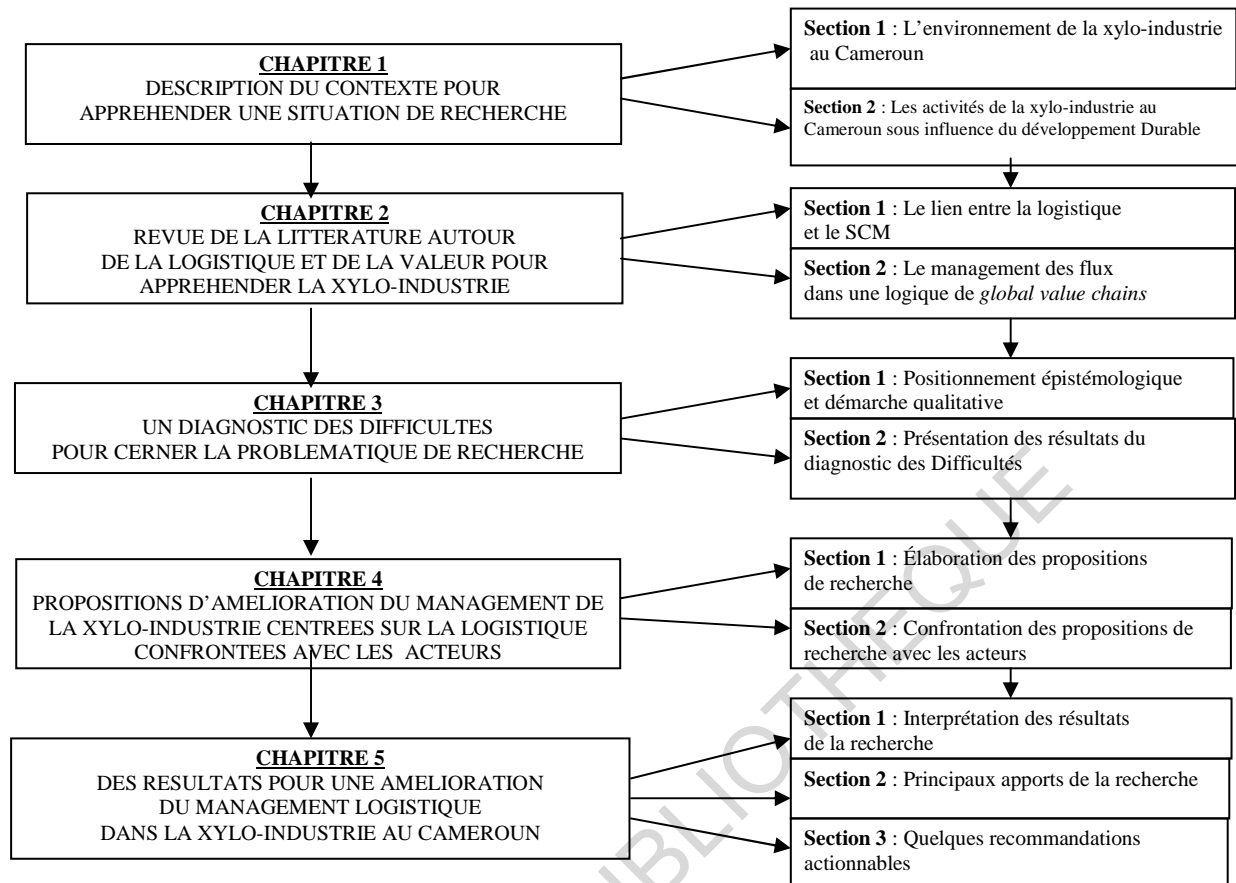 CHAPITRE 1
DESCRIPTION DU CONTEXTE POUR
APPREHENDER UNE SITUATION DE RECHERCHE
Section 1 : L'environnement de la xylo-industrie
au Cameroun
Section 2 : Les activités de la xylo-industrie au
Cameroun sous influence du développement Durable
CHAPITRE 2
REVUE DE LA LITTERATURE AUTOUR
DE LA LOGISTIQUE ET DE LA VALEUR POUR
APPREHENDER LA XYLO-INDUSTRIE
Section 1 : Le lien entre la logistique
et le SCM
Section 2 : Le management des flux
dans une logique de global value chains
CHAPITRE 3
UN DIAGNOSTIC DES DIFFICULTES
POUR CERNER LA PROBLEMATIQUE DE RECHERCHE
Section 1 : Positionnement épistémologique
et démarche qualitative
Section 2 : Présentation des résultats du
diagnostic des Difficultés
CHAPITRE 4
PROPOSITIONS D'AMELIORATION DU MANAGEMENT DE
LA XYLO-INDUSTRIE CENTREES SUR LA LOGISTIQUE
CONFRONTEES AVEC LES ACTEURS
Section 1 : Élaboration des propositions
de recherche
Section 2 : Confrontation des propositions de
recherche avec les acteurs
CHAPITRE 5
DES RESULTATS POUR UNE AMELIORATION
DU MANAGEMENT LOGISTIQUE
DANS LA XYLO-INDUSTRIE AU CAMEROUN
Section 1 : Interprétation des résultats
de la recherche
Section 2 : Principaux apports de la recherche
Section 3 : Quelques recommandations
actionnables
IBLIOTHEQUE